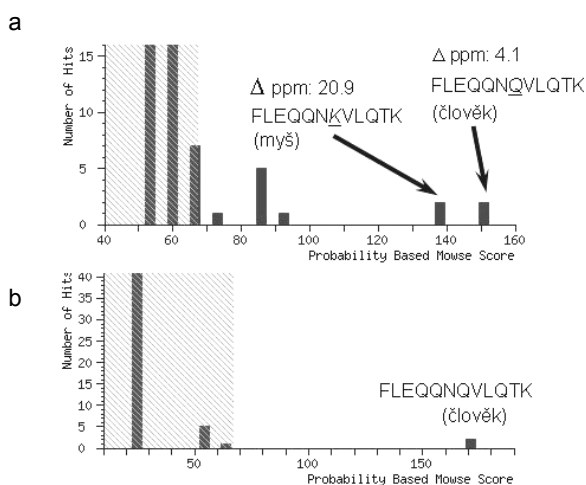 a
Number of Hits
15
10
5
0
40
60
80
100
120
140
160
Probability Based Mowse Score
Δ ppm: 20.9
FLEQQNKVLQTK
(myš)
Δ ppm: 4.1
FLEQQNQVLQTK
(člověk)
b
Number of Hits
40
35
30
25
20
15
10
5
0
50
100
150
Probability Based Mowse Score
FLEQQNQVLQTK
(člověk)